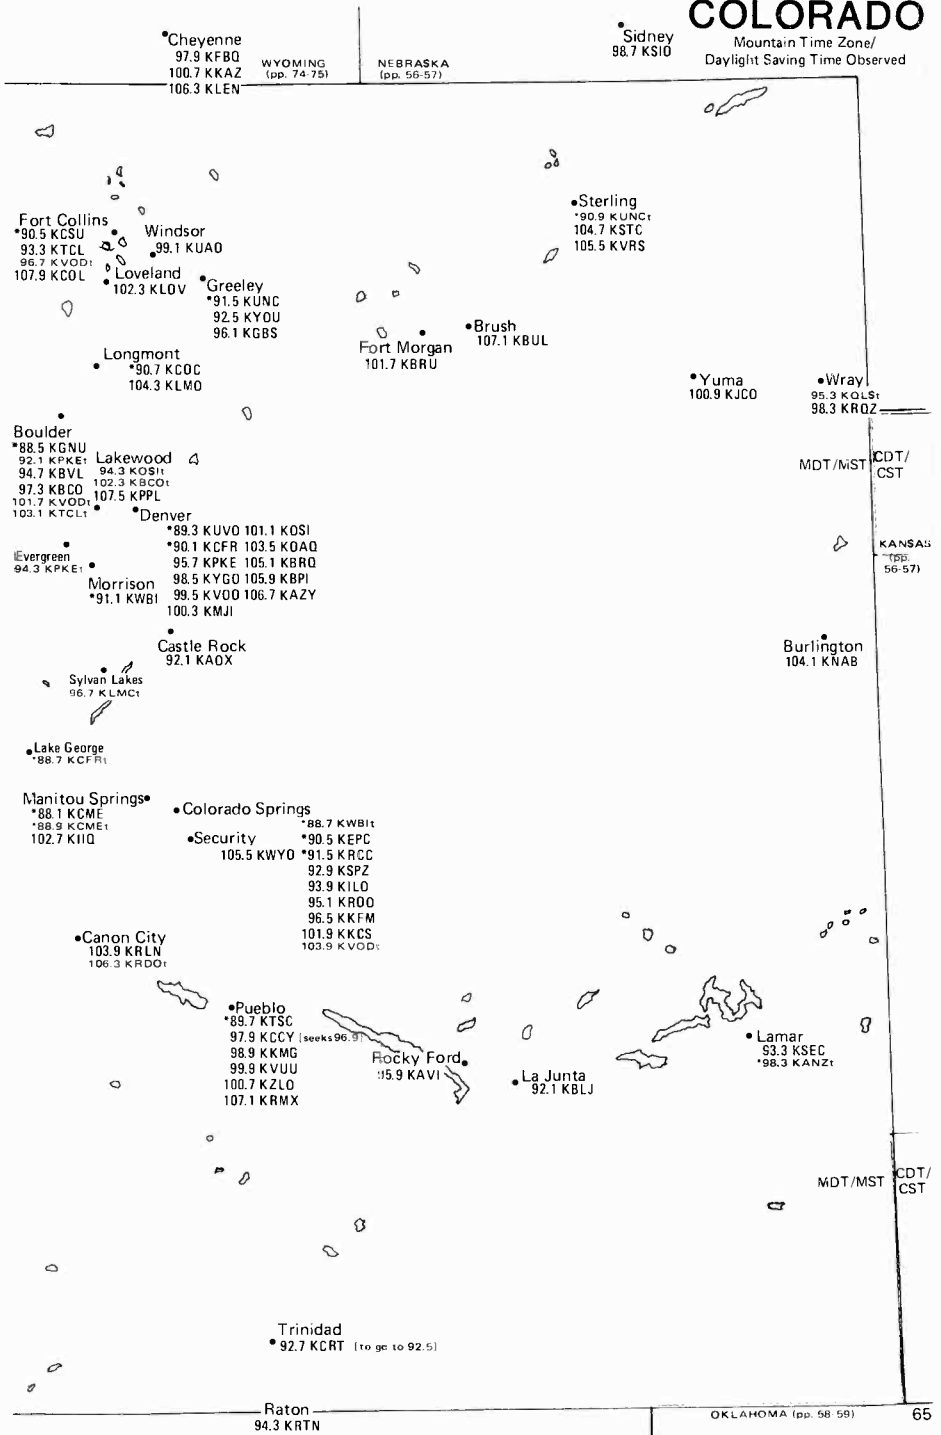 COLORADO
Mountain Time Zone/
Daylight Saving Time Observed
Cheyenne
97.9 KFBQ
100.7 KKAZ
106.3 KLEN
WYOMING
(pp. 74-75)
NEBRASKA
(pp. 56-57)
Sidney
98.7 KSID
Sterling
*90.9 KUNCt
104.7 KSTC
105.5 KVRS
Fort Collins
*90.5 KCSU
93.3 KTCL
96.7 KVODt
107.9 KCOL
Windsor
99.1 KUAD
Loveland
102.3 KLOV
Greeley
*91.5 KUNC
92.5 KYOU
96.1 KGBS
Brush
107.1 KBUL
Fort Morgan
101.7 KBRU
Longmont
*90.7 KCDC
104.3 KLMO
Yuma
100.9 KJCO
Wray
95.3 KQLSt
98.3 KRDZ
Boulder
*88.5 KGNU
92.1 KPKEt
94.7 KBVL
97.3 KBCO
101.7 KVODt
103.1 KTCLt
Lakewood
94.3 KOSIt
102.3 KBCOt
107.5 KPPL
MDT/MST
CDT/
CST
Denver
*89.3 KUVO 101.1 KOSI
*90.1 KCFR 103.5 KOAQ
95.7 KPKE 105.1 KBRQ
98.5 KYGO 105.9 KBPI
99.5 KVOD 106.7 KAZY
100.3 KMJI
Evergreen
94.3 KPKEt
Morrison
*91.1 KWBI
KANSAS
(pp.
56-57)
Castle Rock
92.1 KAOX
Burlington
104.1 KNAB
Sylvan Lakes
96.7 KLMCt
Lake George
*88.7 KCFRt
Manitou Springs
*88.1 KCME
*88.9 KCMEt
102.7 KIIQ
Colorado Springs
*88.7 KWBIt
*90.5 KEPC
*91.5 KRCC
92.9 KSPZ
93.9 KILO
95.1 KRDO
96.5 KKFM
101.9 KKCS
103.9 KVODt
Security
105.5 KWYD
Canon City
103.9 KRLN
106.3 KRDOt
Pueblo
*89.7 KTSC
97.9 KCCY [seeks 96.9]
98.9 KKMG
99.9 KVUU
100.7 KZLO
107.1 KRMX
Rocky Ford
95.9 KAVI
La Junta
92.1 KBLJ
Lamar
93.3 KSEC
*98.3 KANZt
MDT/MST
CDT/
CST
Trinidad
92.7 KCRT [to go to 92.5]
Raton
94.3 KRTN
OKLAHOMA (pp. 58-59)
65